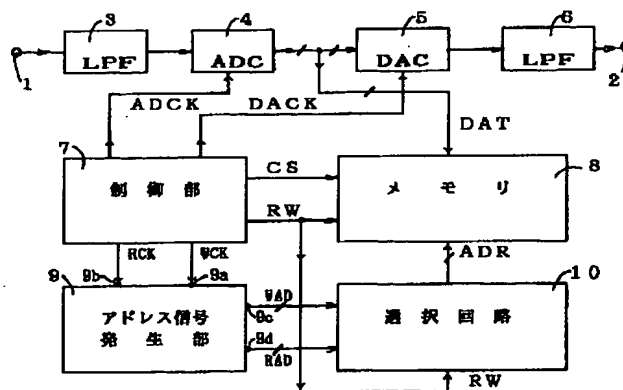 3 4 5 6
LPF ADC DAC LPF
1 2
ADCK DACK
DAT
7 8
制御部 CS メモリ
RW
RCK WCK ADR
9 9b 9a 10
アドレス信号 WAD 選択回路
発生部 9c
9d
RAD RW